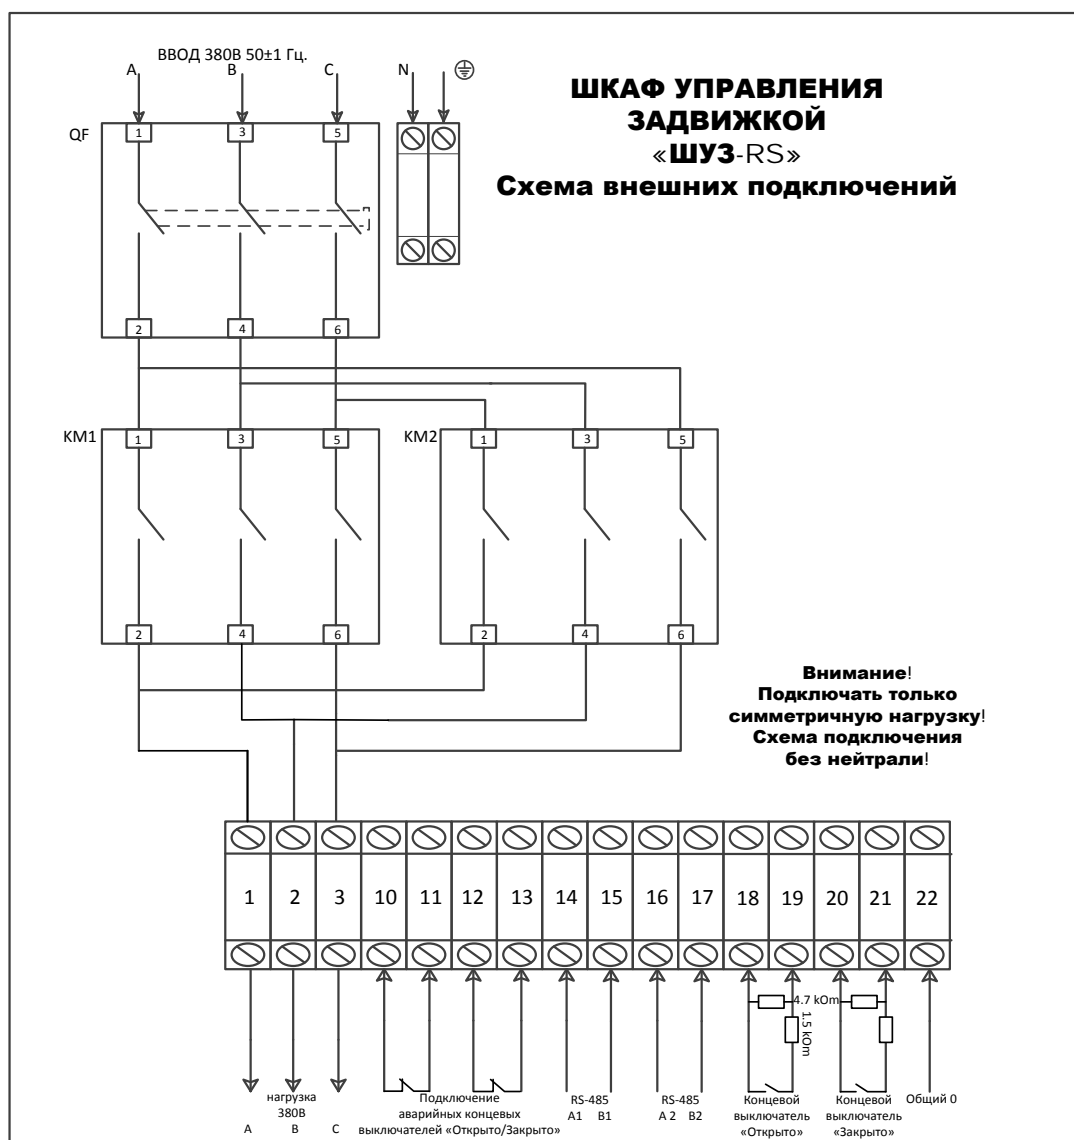 ВВОД 380В 50±1 Гц.
A B C N
ШКАФ УПРАВЛЕНИЯ
ЗАДВИЖКОЙ
«ШУЗ-RS»
Схема внешних подключений
QF
1 3 5
2 4 6
KM1
1 3 5
KM2
1 3 5
2 4 6
2 4 6
Внимание!
Подключать только
симметричную нагрузку!
Схема подключения
без нейтрали!
1 2 3 10 11 12 13 14 15 16 17 18 19 20 21 22
4.7 kOm
1.5 kOm
нагрузка
380В
A B C
Подключение
аварийных концевых
выключателей «Открыто/Закрыто»
RS-485
A1 B1
RS-485
A 2 B2
Концевой
выключатель
«Открыто»
Концевой
выключатель
«Закрыто»
Общий 0